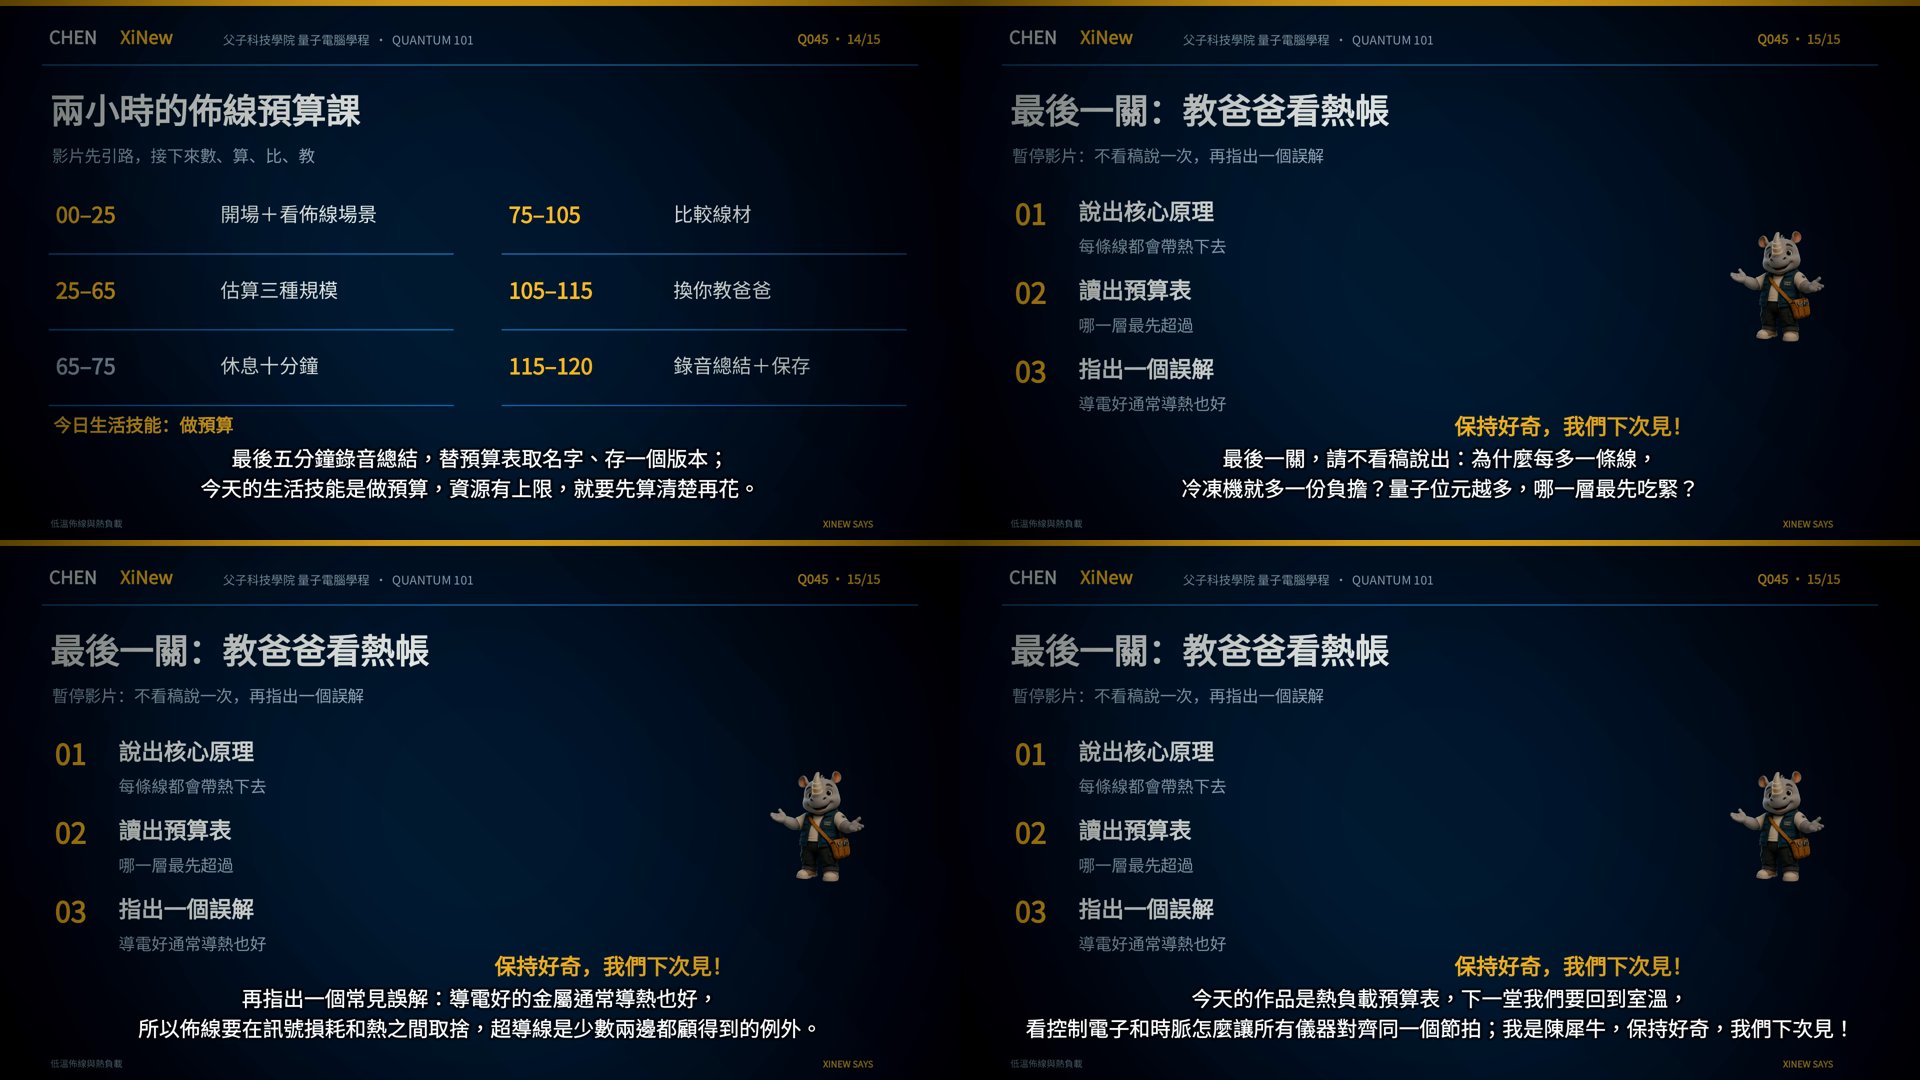 CHEN XiNew 父子科技學院 量子電腦學程 · QUANTUM 101 Q045 · 14/15
兩小時的佈線預算課
影片先引路，接下來數、算、比、教
00–25 開場＋看佈線場景
75–105 比較線材
25–65 估算三種規模
105–115 換你教爸爸
65–75 休息十分鐘
115–120 錄音總結＋保存
今日生活技能：做預算
最後五分鐘錄音總結，替預算表取名字、存一個版本；
今天的生活技能是做預算，資源有上限，就要先算清楚再花。
低溫佈線與熱負載 XINEW SAYS
CHEN XiNew 父子科技學院 量子電腦學程 · QUANTUM 101 Q045 · 15/15
最後一關：教爸爸看熱帳
暫停影片：不看稿說一次，再指出一個誤解
01 說出核心原理
每條線都會帶熱下去
02 讀出預算表
哪一層最先超過
03 指出一個誤解
導電好通常導熱也好
保持好奇，我們下次見！
最後一關，請不看稿說出：為什麼每多一條線，
冷凍機就多一份負擔？量子位元越多，哪一層最先吃緊？
低溫佈線與熱負載 XINEW SAYS
CHEN XiNew 父子科技學院 量子電腦學程 · QUANTUM 101 Q045 · 15/15
最後一關：教爸爸看熱帳
暫停影片：不看稿說一次，再指出一個誤解
01 說出核心原理
每條線都會帶熱下去
02 讀出預算表
哪一層最先超過
03 指出一個誤解
導電好通常導熱也好
保持好奇，我們下次見！
再指出一個常見誤解：導電好的金屬通常導熱也好，
所以佈線要在訊號損耗和熱之間取捨，超導線是少數兩邊都顧得到的例外。
低溫佈線與熱負載 XINEW SAYS
CHEN XiNew 父子科技學院 量子電腦學程 · QUANTUM 101 Q045 · 15/15
最後一關：教爸爸看熱帳
暫停影片：不看稿說一次，再指出一個誤解
01 說出核心原理
每條線都會帶熱下去
02 讀出預算表
哪一層最先超過
03 指出一個誤解
導電好通常導熱也好
保持好奇，我們下次見！
今天的作品是熱負載預算表，下一堂我們要回到室溫，
看控制電子和時脈怎麼讓所有儀器對齊同一個節拍；我是陳犀牛，保持好奇，我們下次見！
低溫佈線與熱負載 XINEW SAYS